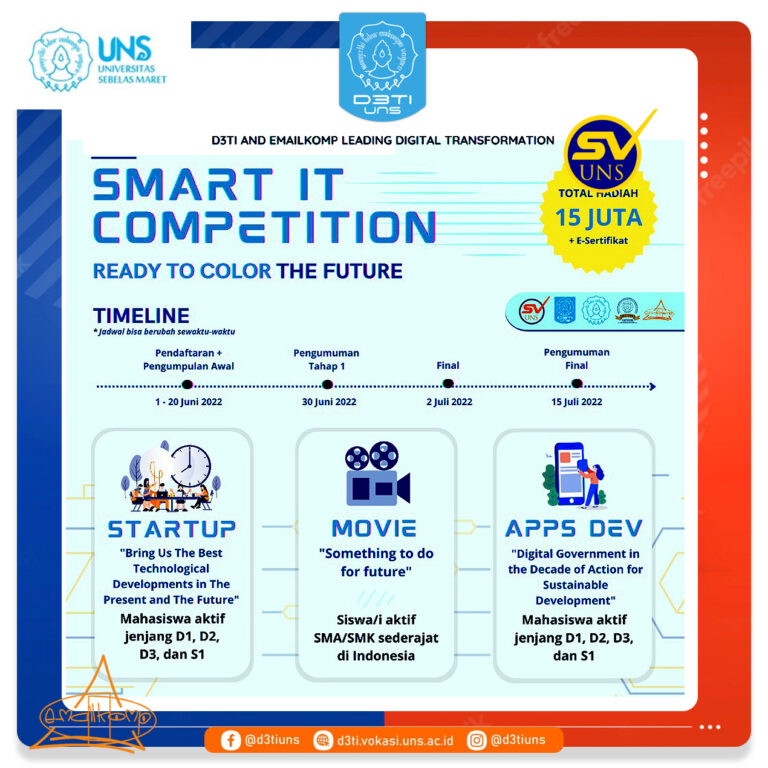 UNS
UNIVERSITAS
SEBELAS MARET
D3TI
UNS
D3TI AND EMAILKOMP LEADING DIGITAL TRANSFORMATION
SMART IT
COMPETITION
READY TO COLOR THE FUTURE
SV
UNS
TOTAL HADIAH
15 JUTA
+ E-Sertifikat
TIMELINE
* Jadwal bisa berubah sewaktu-waktu
SV
UNS
Pendaftaran +
Pengumpulan Awal
Pengumuman
Tahap 1
Final
Pengumuman
Final
1 - 20 Juni 2022
30 Juni 2022
2 Juli 2022
15 Juli 2022
STARTUP
"Bring Us The Best
Technological
Developments in The
Present and The Future"
Mahasiswa aktif
jenjang D1, D2,
D3, dan S1
MOVIE
"Something to do
for future"
Siswa/i aktif
SMA/SMK sederajat
di Indonesia
APPS DEV
"Digital Government in
the Decade of Action for
Sustainable
Development"
Mahasiswa aktif
jenjang D1, D2, D3,
dan S1
emailkomp
@d3tiuns
d3ti.vokasi.uns.ac.id
@d3tiuns
freepik